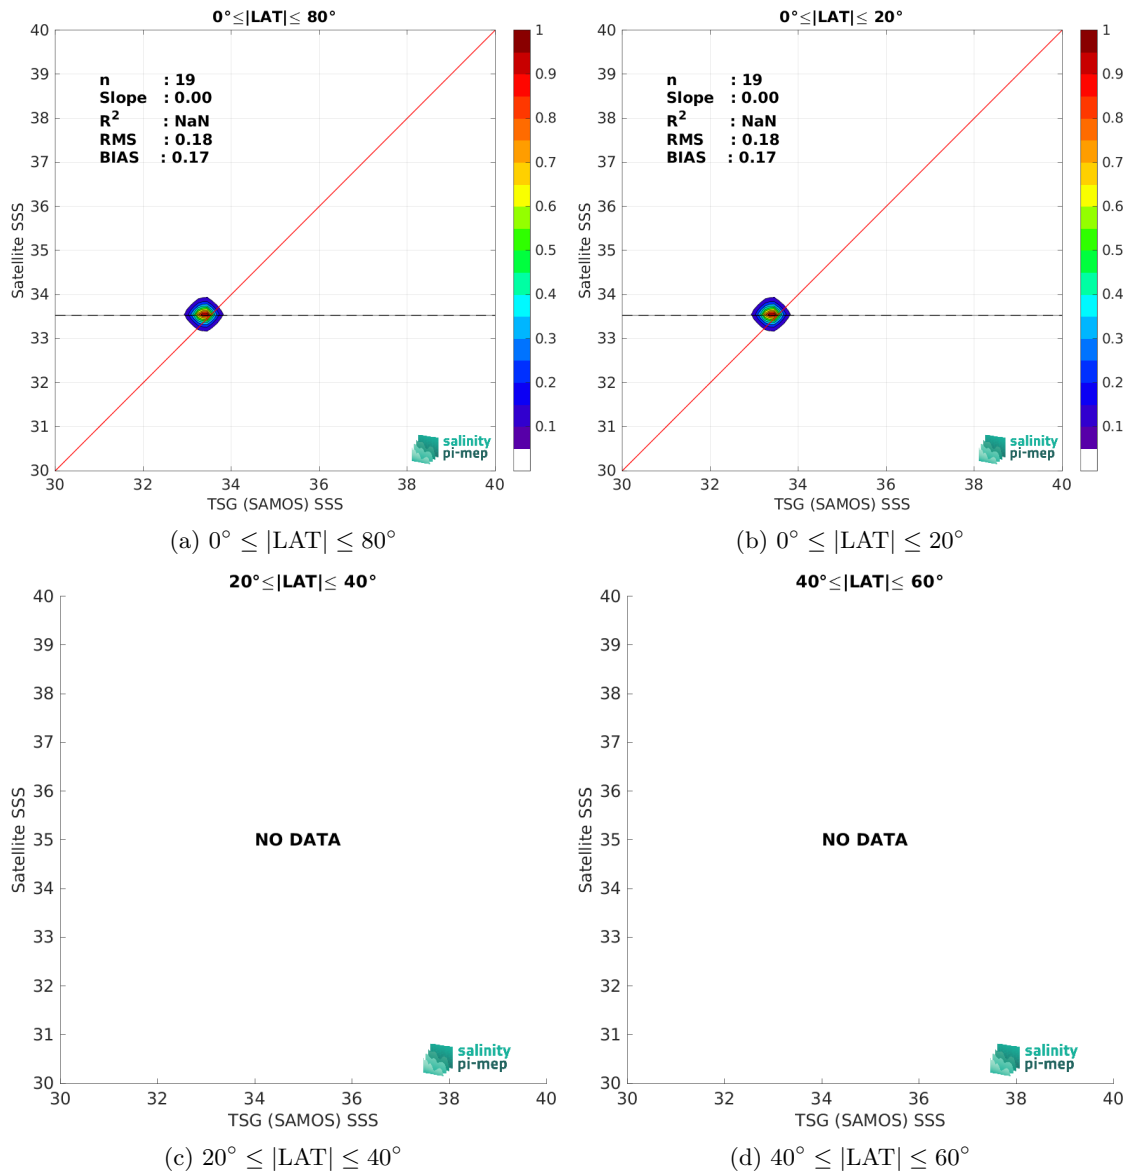 0°≤|LAT|≤ 80°
40
39
38
37
36
35
34
33
32
31
30
Satellite SSS
n : 19
Slope : 0.00
R² : NaN
RMS : 0.18
BIAS : 0.17
1
0.9
0.8
0.7
0.6
0.5
0.4
0.3
0.2
0.1
salinity
pi-mep
30 32 34 36 38 40
TSG (SAMOS) SSS
(a) 0° ≤ |LAT| ≤ 80°
0°≤|LAT|≤ 20°
40
39
38
37
36
35
34
33
32
31
30
Satellite SSS
n : 19
Slope : 0.00
R² : NaN
RMS : 0.18
BIAS : 0.17
1
0.9
0.8
0.7
0.6
0.5
0.4
0.3
0.2
0.1
salinity
pi-mep
30 32 34 36 38 40
TSG (SAMOS) SSS
(b) 0° ≤ |LAT| ≤ 20°
20°≤|LAT|≤ 40°
40
39
38
37
36
35
34
33
32
31
30
Satellite SSS
NO DATA
salinity
pi-mep
30 32 34 36 38 40
TSG (SAMOS) SSS
(c) 20° ≤ |LAT| ≤ 40°
40°≤|LAT|≤ 60°
40
39
38
37
36
35
34
33
32
31
30
Satellite SSS
NO DATA
salinity
pi-mep
30 32 34 36 38 40
TSG (SAMOS) SSS
(d) 40° ≤ |LAT| ≤ 60°